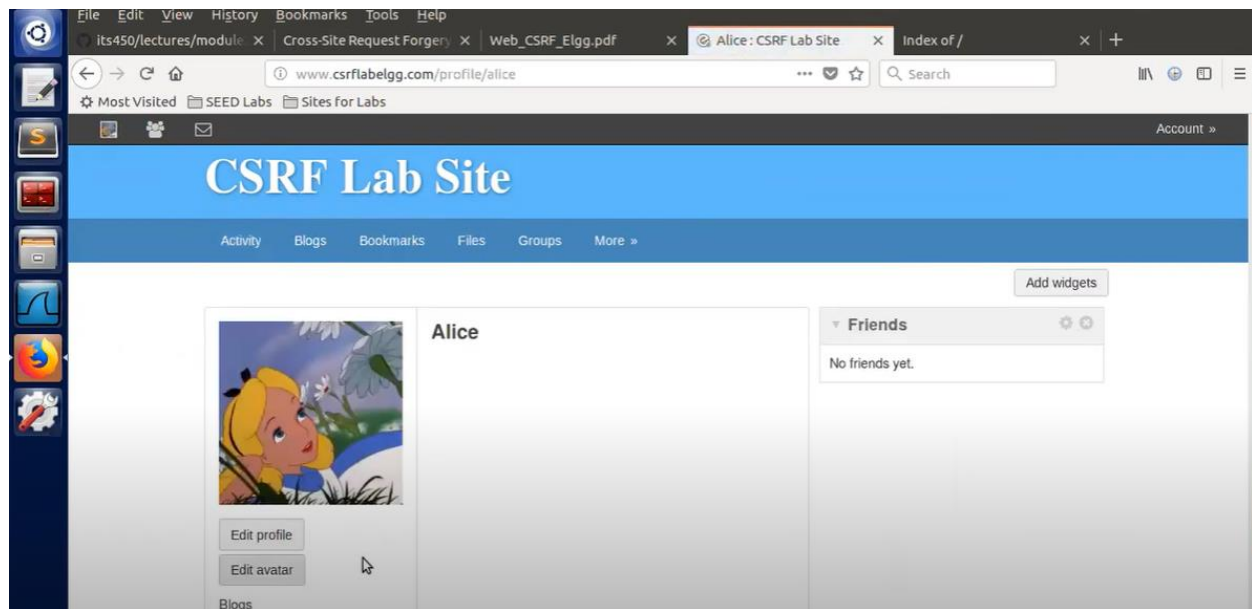 File Edit View History Bookmarks Tools Help
its450/lectures/module Cross-Site Request Forgery Web_CSRF_Elgg.pdf Alice : CSRF Lab Site Index of /
www.csrflabelgg.com/profile/alice Search
Most Visited SEED Labs Sites for Labs
Account »
CSRF Lab Site
Activity Blogs Bookmarks Files Groups More »
Add widgets
Alice
Friends
No friends yet.
Edit profile
Edit avatar
Blogs